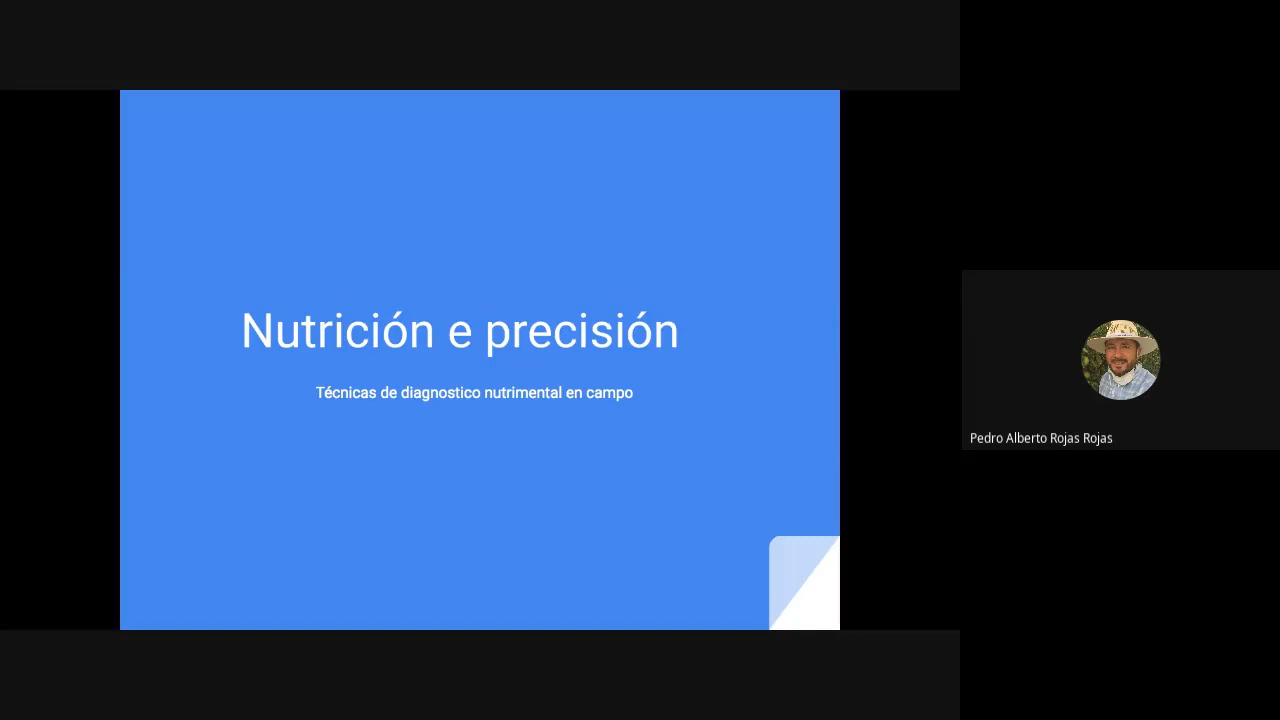 Nutrición e precisión
Técnicas de diagnostico nutrimental en campo
Pedro Alberto Rojas Rojas